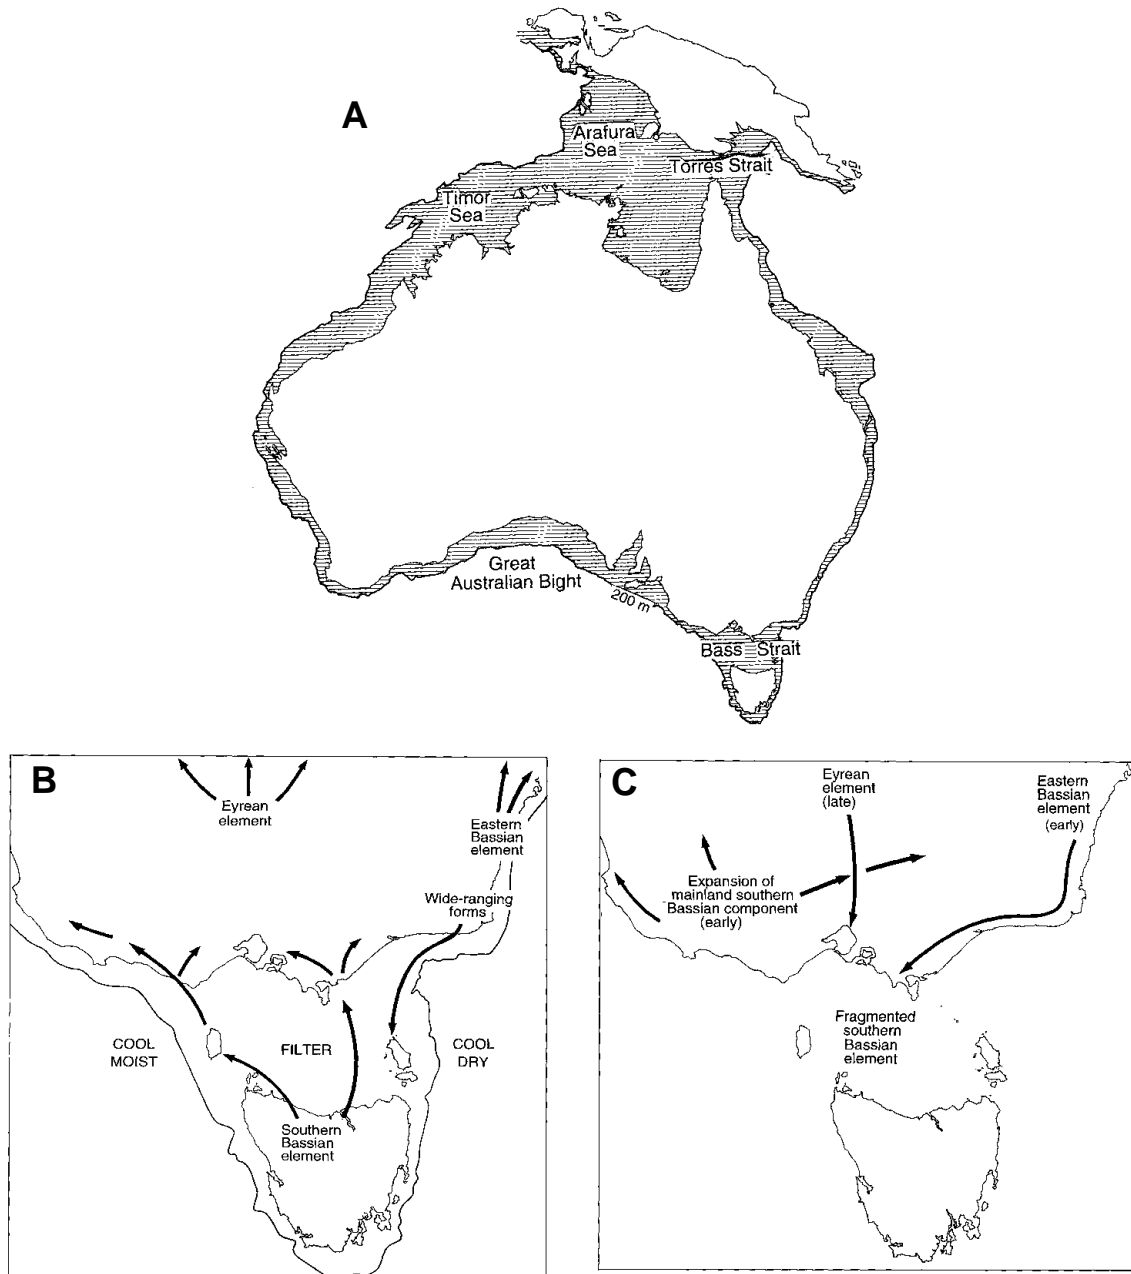 A
Arafura
Sea
Torres Strait
Timor
Sea
Great
Australian Bight
200 m
Bass Strait
B
Eyrean
element
Eastern
Bassian
element
Wide-ranging
forms
COOL
MOIST
FILTER
COOL
DRY
Southern
Bassian
element
C
Eyrean
element
(late)
Eastern
Bassian
element
(early)
Expansion of
mainland southern
Bassian component
(early)
Fragmented
southern
Bassian
element